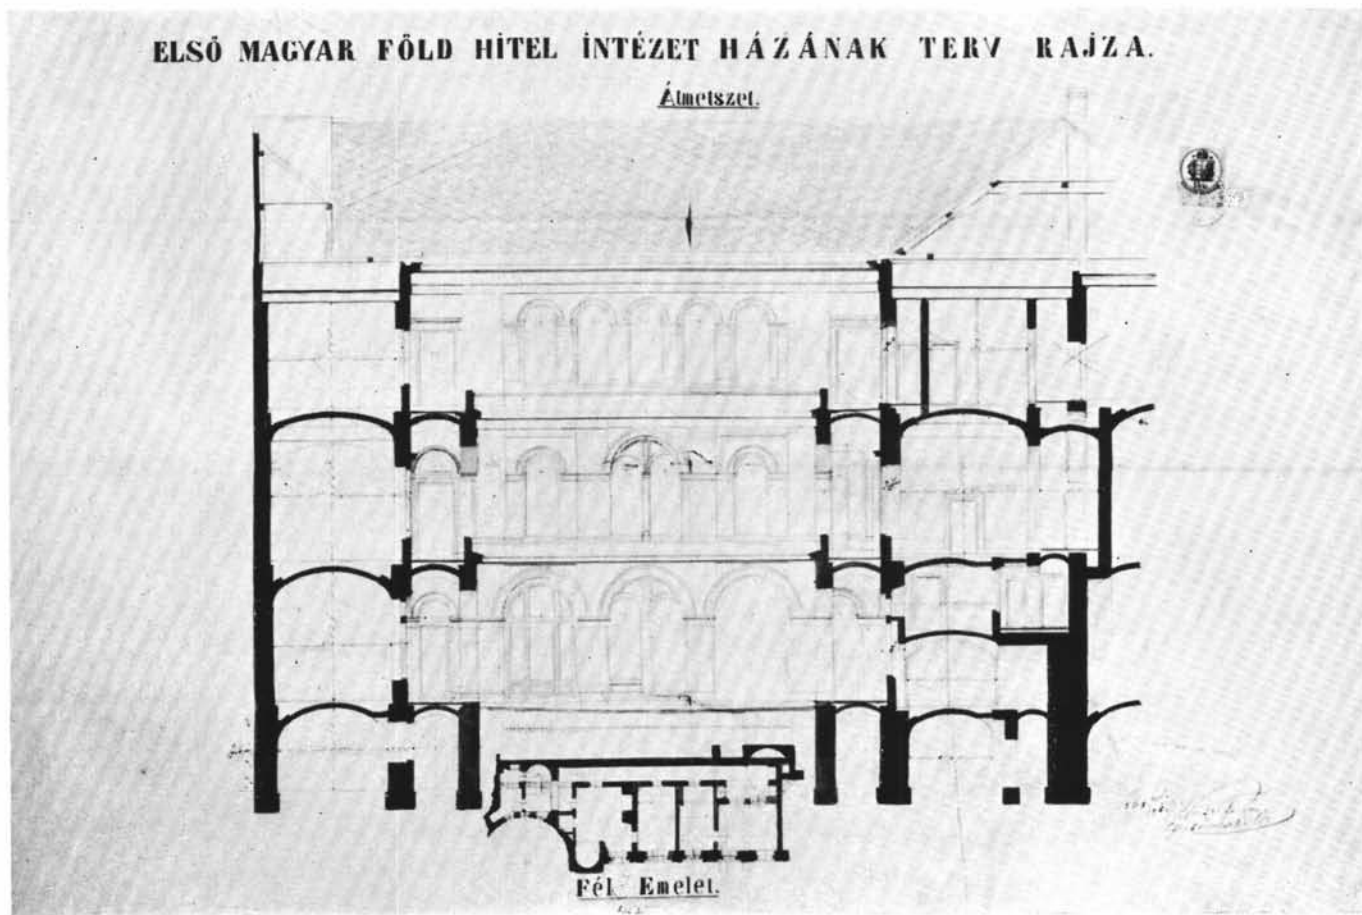 ELSŐ MAGYAR FÖLD HITEL INTÉZET HÁZÁNAK TERV RAJZA.
Átmetszet.
Fél Emelet.